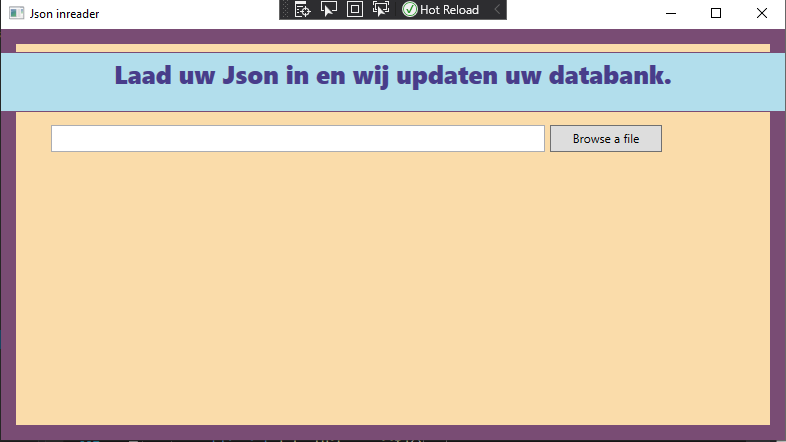 Json inreader
Hot Reload
Laad uw Json in en wij updaten uw databank.
Browse a file